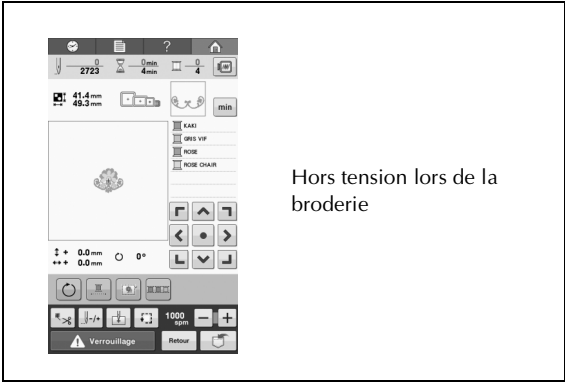 ?
0 0 min. 0
2723 4 min 4
41.4 mm
49.3 mm
min
KAKI
GRIS VIF
ROSE
ROSE CHAIR
Hors tension lors de la
broderie
+ 0.0 mm 0°
+ 0.0 mm
-/+ 1000 spm - +
Verrouillage Retour